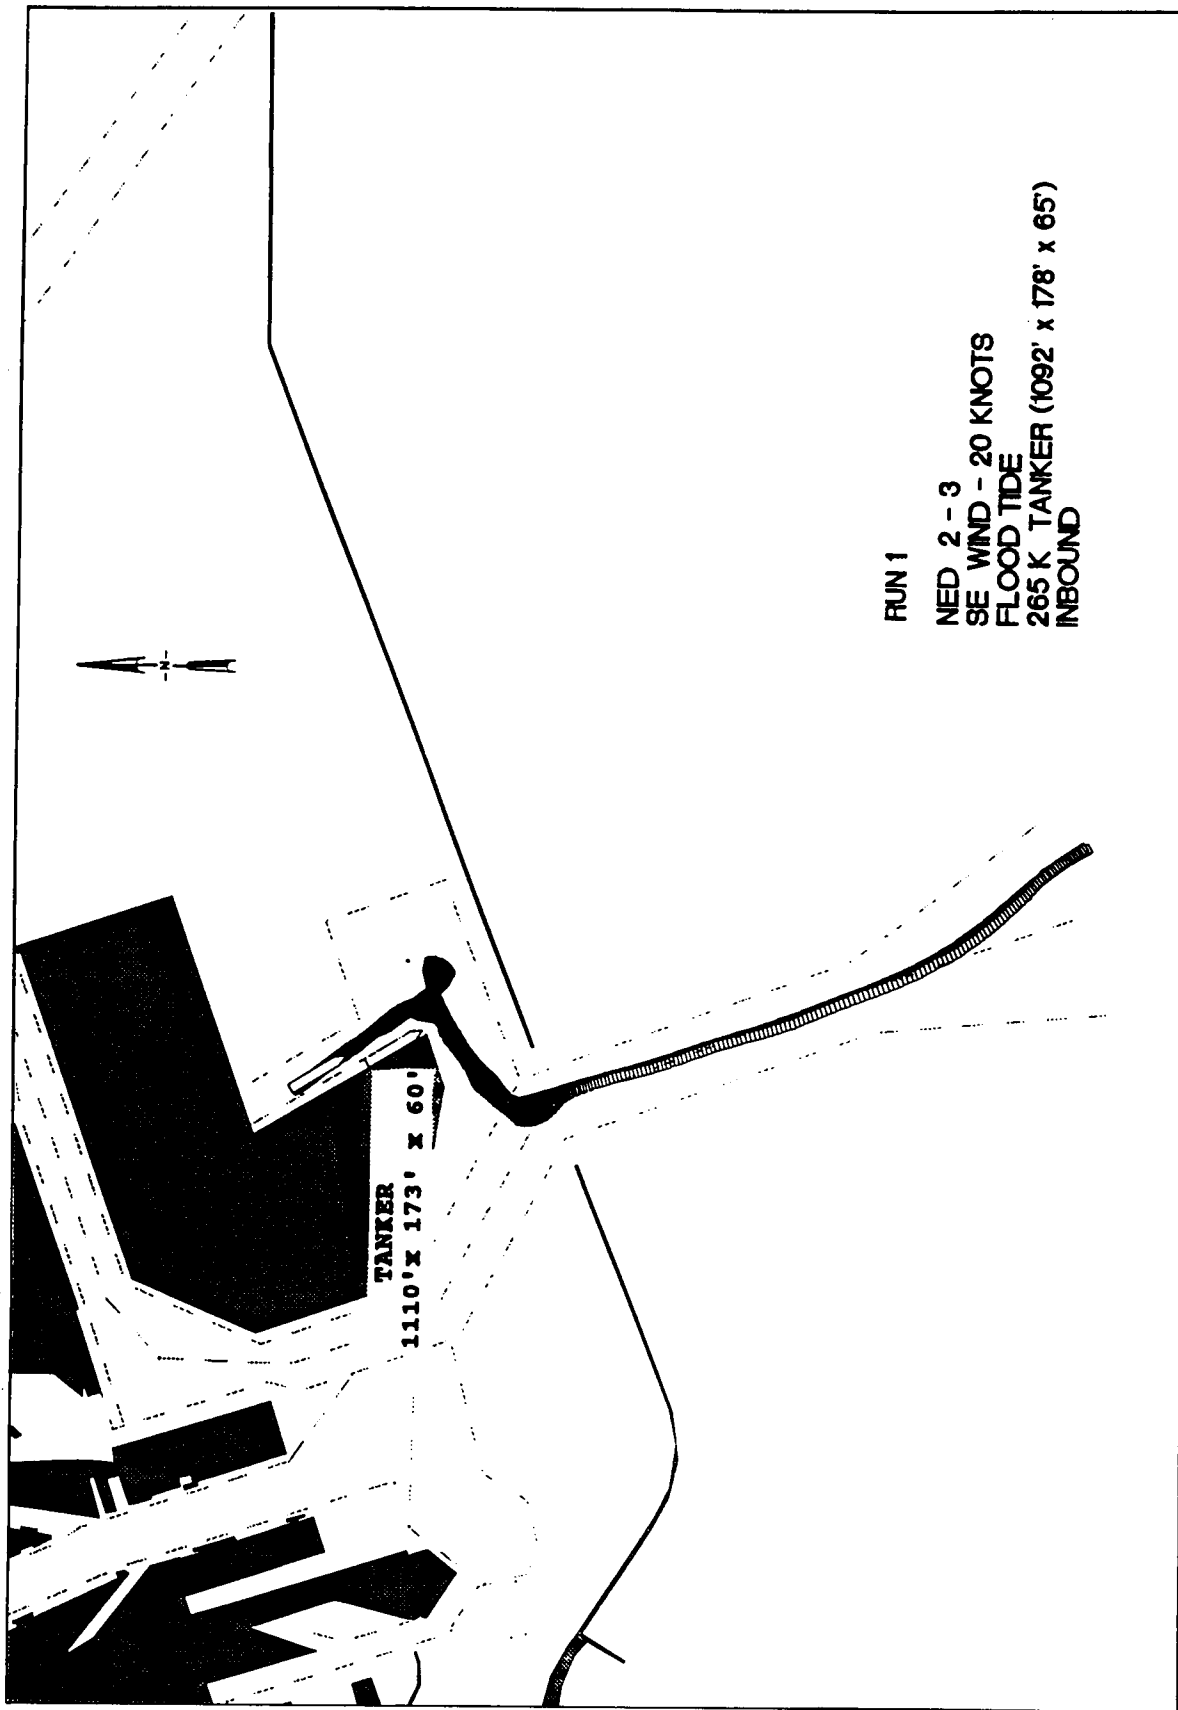 -N-
TANKER
1110'x 173' x 60'
RUN 1
NED 2 - 3
SE WIND - 20 KNOTS
FLOOD TIDE
265 K TANKER (1092' x 178' x 65')
INBOUND